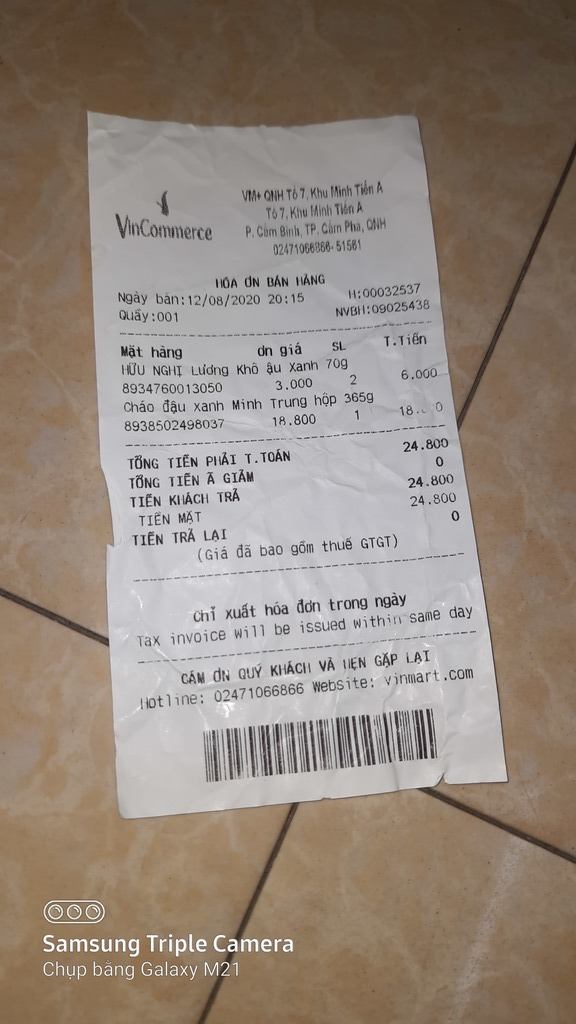 VinCommerce
VM+ QNH Tổ 7, Khu Minh Tiến A
Tổ 7, Khu Minh Tiến A
P. Cẩm Bình, TP. Cẩm Phả, QNH
02471066866- 51561
HÓA ƠN BÁN HÀNG
Ngày bán:12/08/2020 20:15 H:00032537
Quầy:001 NVBH:09025438
Mặt hàng ơn giá SL T.Tiền
HỮU NGHỊ Lương Khô ậu Xanh 70g
8934760013050 3.000 2 6.000
Cháo đậu xanh Minh Trung hộp 365g
8938502498037 18.800 1
TỔNG TIỀN PHẢI T.TOÁN 24.800
TỔNG TIỀN Ã GIẢM 0
TIỀN KHÁCH TRẢ 24.800
TIỀN MẶT 24.800
TIỀN TRẢ LẠI 0
(Giá đã bao gồm thuế GTGT)
Chỉ xuất hóa đơn trong ngày
Tax invoice will be issued within same day
CẢM ƠN QUÝ KHÁCH VÀ HẸN GẶP LẠI
Hotline: 02471066866 Website: vinmart.com
Samsung Triple Camera
Chụp bằng Galaxy M21